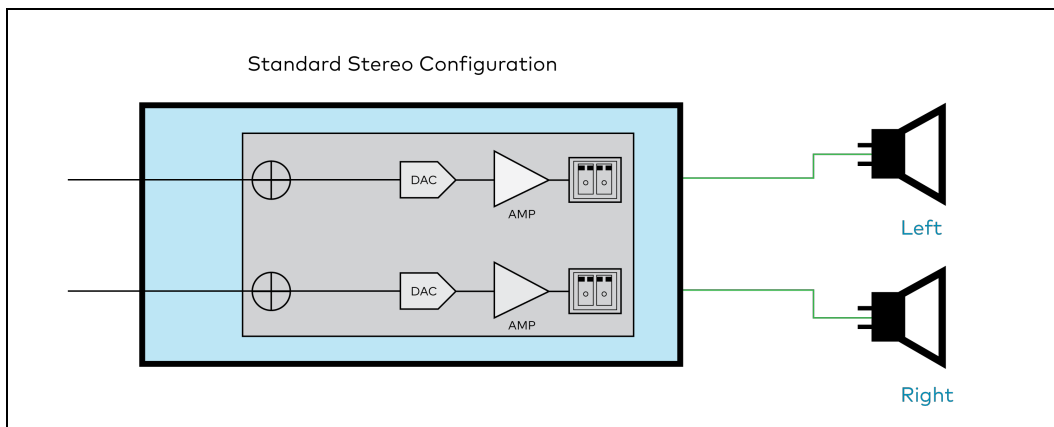 Standard Stereo Configuration
DAC
AMP
Left
DAC
AMP
Right